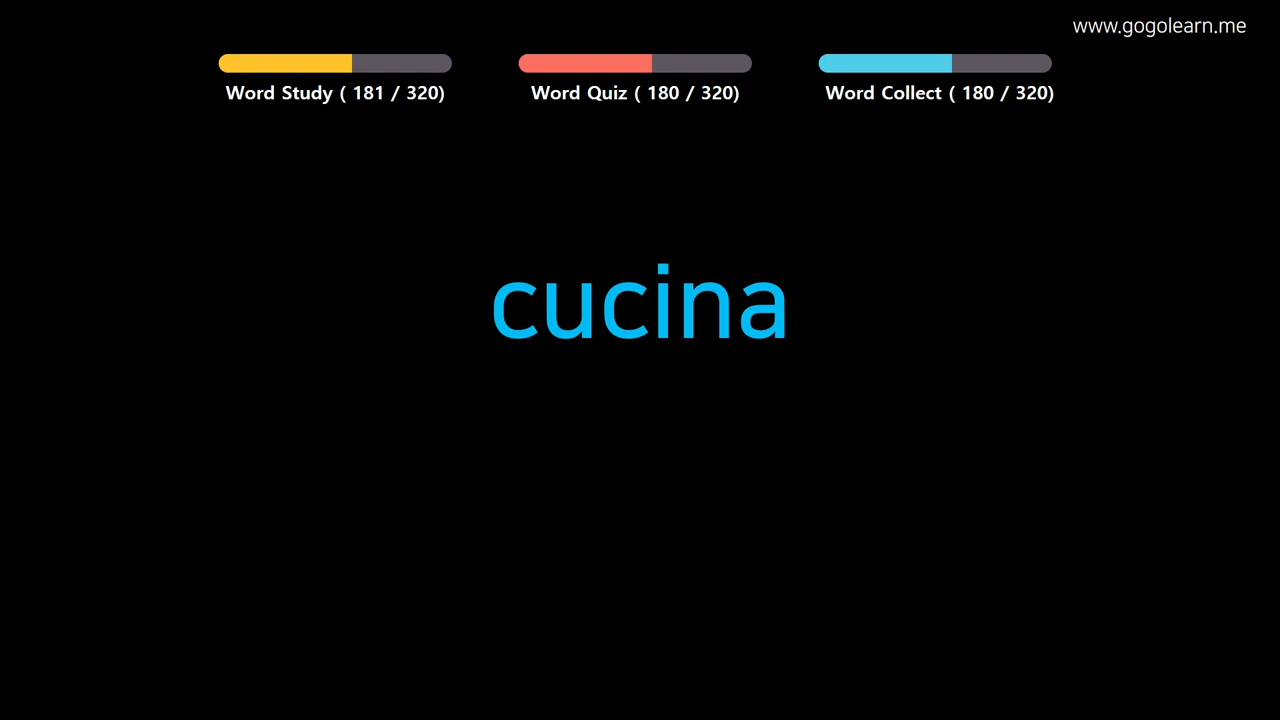 www.gogolearn.me
Word Study ( 181 / 320)
Word Quiz ( 180 / 320)
Word Collect ( 180 / 320)
cucina